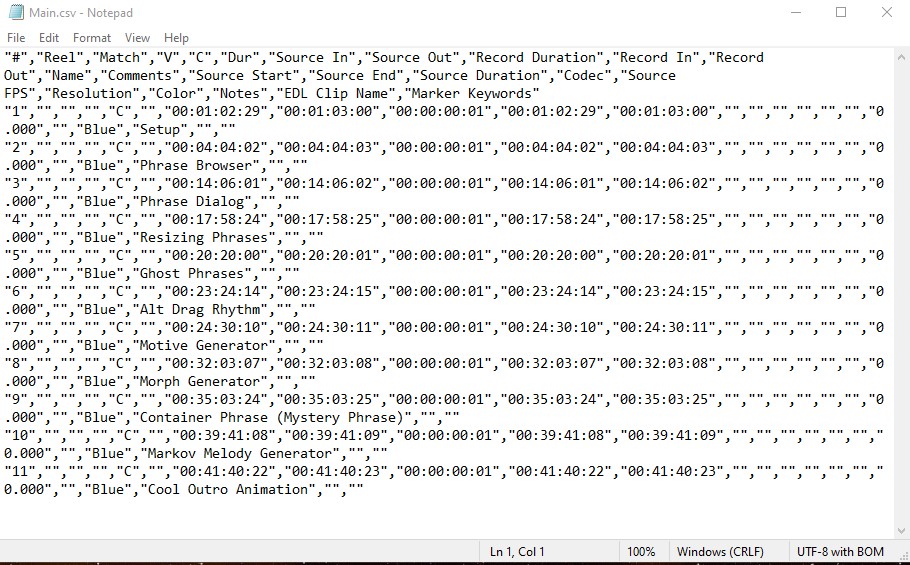 Main.csv - Notepad
File Edit Format View Help
"#","Reel","Match","V","C","Dur","Source In","Source Out","Record Duration","Record In","Record
Out","Name","Comments","Source Start","Source End","Source Duration","Codec","Source
FPS","Resolution","Color","Notes","EDL Clip Name","Marker Keywords"
"1","","","","C","","00:01:02:29","00:01:03:00","00:00:00:01","00:01:02:29","00:01:03:00","","","","","","","0
.000","","Blue","Setup","",""
"2","","","","C","","00:04:04:02","00:04:04:03","00:00:00:01","00:04:04:02","00:04:04:03","","","","","","","0
.000","","Blue","Phrase Browser","",""
"3","","","","C","","00:14:06:01","00:14:06:02","00:00:00:01","00:14:06:01","00:14:06:02","","","","","","","0
.000","","Blue","Phrase Dialog","",""
"4","","","","C","","00:17:58:24","00:17:58:25","00:00:00:01","00:17:58:24","00:17:58:25","","","","","","","0
.000","","Blue","Resizing Phrases","",""
"5","","","","C","","00:20:20:00","00:20:20:01","00:00:00:01","00:20:20:00","00:20:20:01","","","","","","","0
.000","","Blue","Ghost Phrases","",""
"6","","","","C","","00:23:24:14","00:23:24:15","00:00:00:01","00:23:24:14","00:23:24:15","","","","","","","0
.000","","Blue","Alt Drag Rhythm","",""
"7","","","","C","","00:24:30:10","00:24:30:11","00:00:00:01","00:24:30:10","00:24:30:11","","","","","","","0
.000","","Blue","Motive Generator","",""
"8","","","","C","","00:32:03:07","00:32:03:08","00:00:00:01","00:32:03:07","00:32:03:08","","","","","","","0
.000","","Blue","Morph Generator","",""
"9","","","","C","","00:35:03:24","00:35:03:25","00:00:00:01","00:35:03:24","00:35:03:25","","","","","","","0
.000","","Blue","Container Phrase (Mystery Phrase)","",""
"10","","","","C","","00:39:41:08","00:39:41:09","00:00:00:01","00:39:41:08","00:39:41:09","","","","","","","
0.000","","Blue","Markov Melody Generator","",""
"11","","","","C","","00:41:40:22","00:41:40:23","00:00:00:01","00:41:40:22","00:41:40:23","","","","","","","
0.000","","Blue","Cool Outro Animation","",""
Ln 1, Col 1 100% Windows (CRLF) UTF-8 with BOM